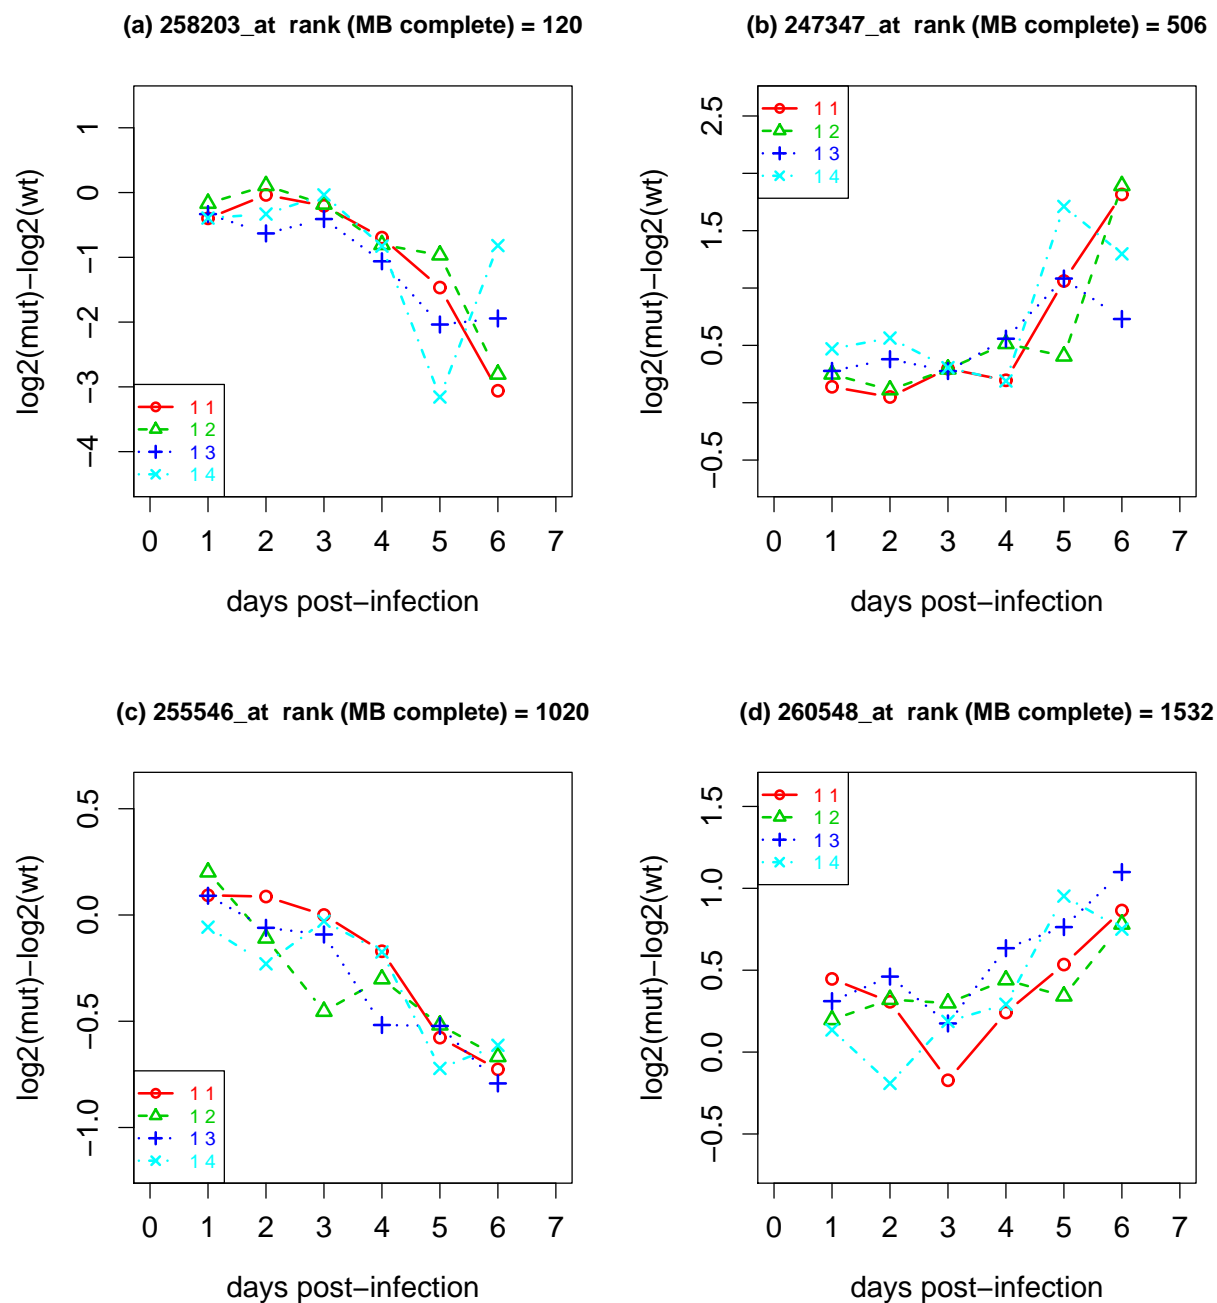 (a) 258203_at  rank (MB complete) = 120
1
0
−1
−2
−3
−4
log2(mut)−log2(wt)
1 1
1 2
1 3
1 4
0 1 2 3 4 5 6 7
days post−infection
(b) 247347_at  rank (MB complete) = 506
2.5
1.5
0.5
−0.5
log2(mut)−log2(wt)
1 1
1 2
1 3
1 4
0 1 2 3 4 5 6 7
days post−infection
(c) 255546_at  rank (MB complete) = 1020
0.5
0.0
−0.5
−1.0
log2(mut)−log2(wt)
1 1
1 2
1 3
1 4
0 1 2 3 4 5 6 7
days post−infection
(d) 260548_at  rank (MB complete) = 1532
1.5
1.0
0.5
0.0
−0.5
log2(mut)−log2(wt)
1 1
1 2
1 3
1 4
0 1 2 3 4 5 6 7
days post−infection